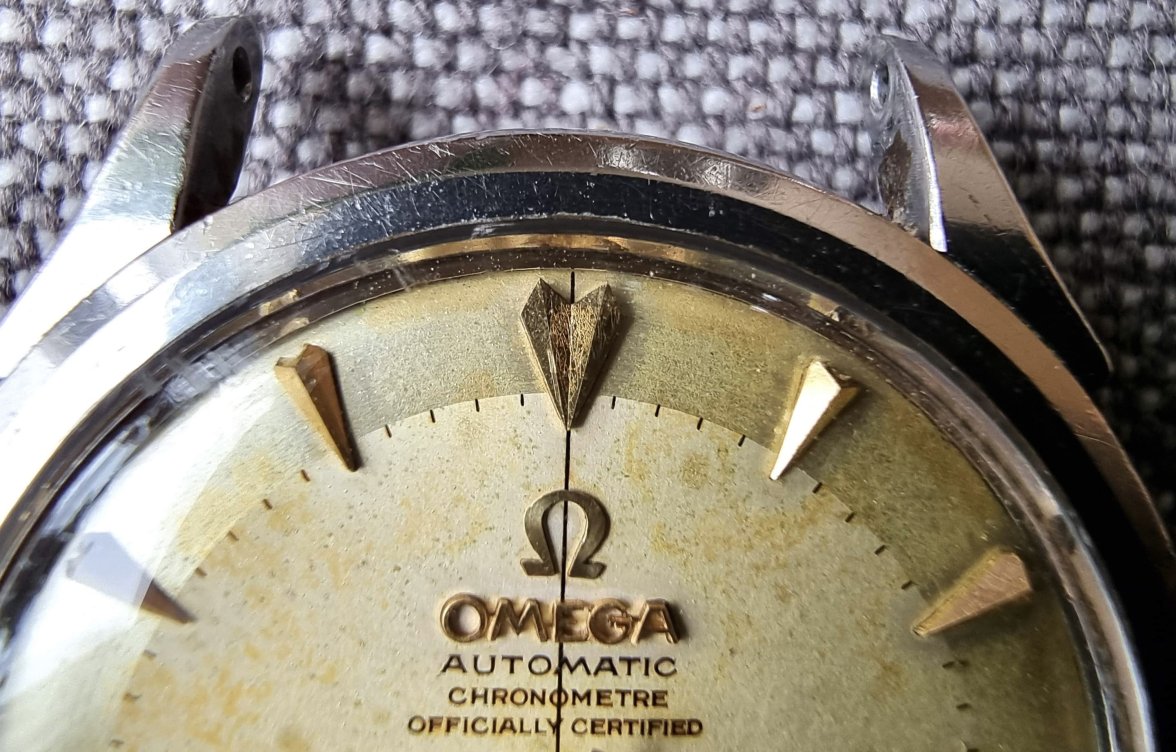 Ω
OMEGA
AUTOMATIC
CHRONOMETRE
OFFICIALLY CERTIFIED